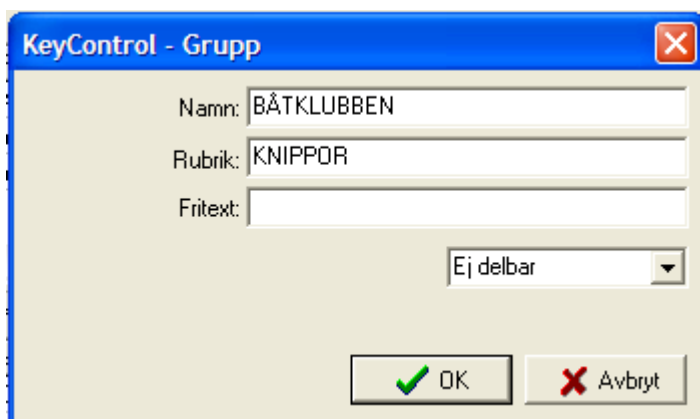 KeyControl - Grupp
Namn: BÅTKLUBBEN
Rubrik: KNIPPOR
Fritext:
Ej delbar
OK Avbryt